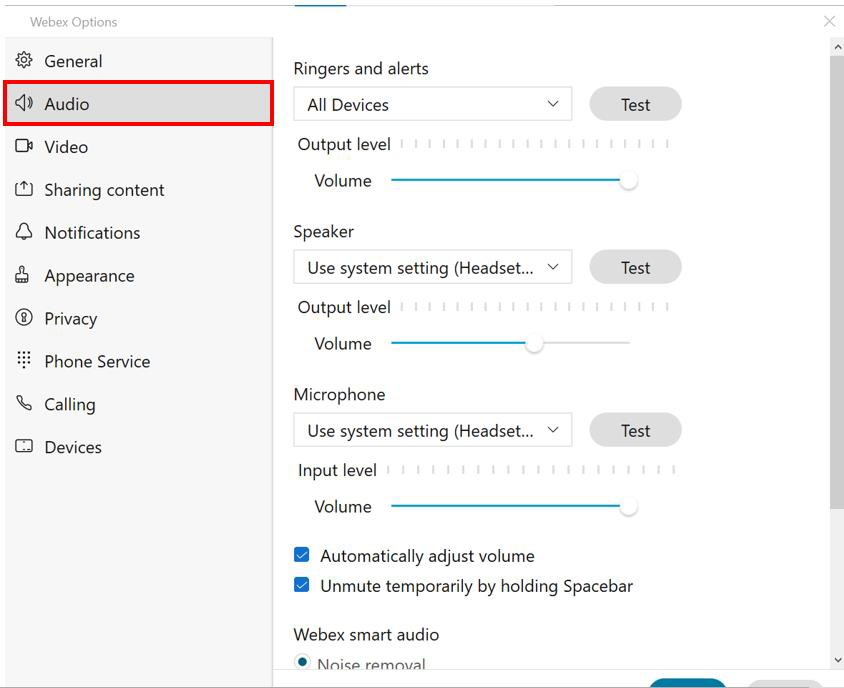 Webex Options
General
Audio
Video
Sharing content
Notifications
Appearance
Privacy
Phone Service
Calling
Devices
Ringers and alerts
All Devices
Test
Output level
Volume
Speaker
Use system setting (Headset...
Test
Output level
Volume
Microphone
Use system setting (Headset...
Test
Input level
Volume
Automatically adjust volume
Unmute temporarily by holding Spacebar
Webex smart audio
Noise removal